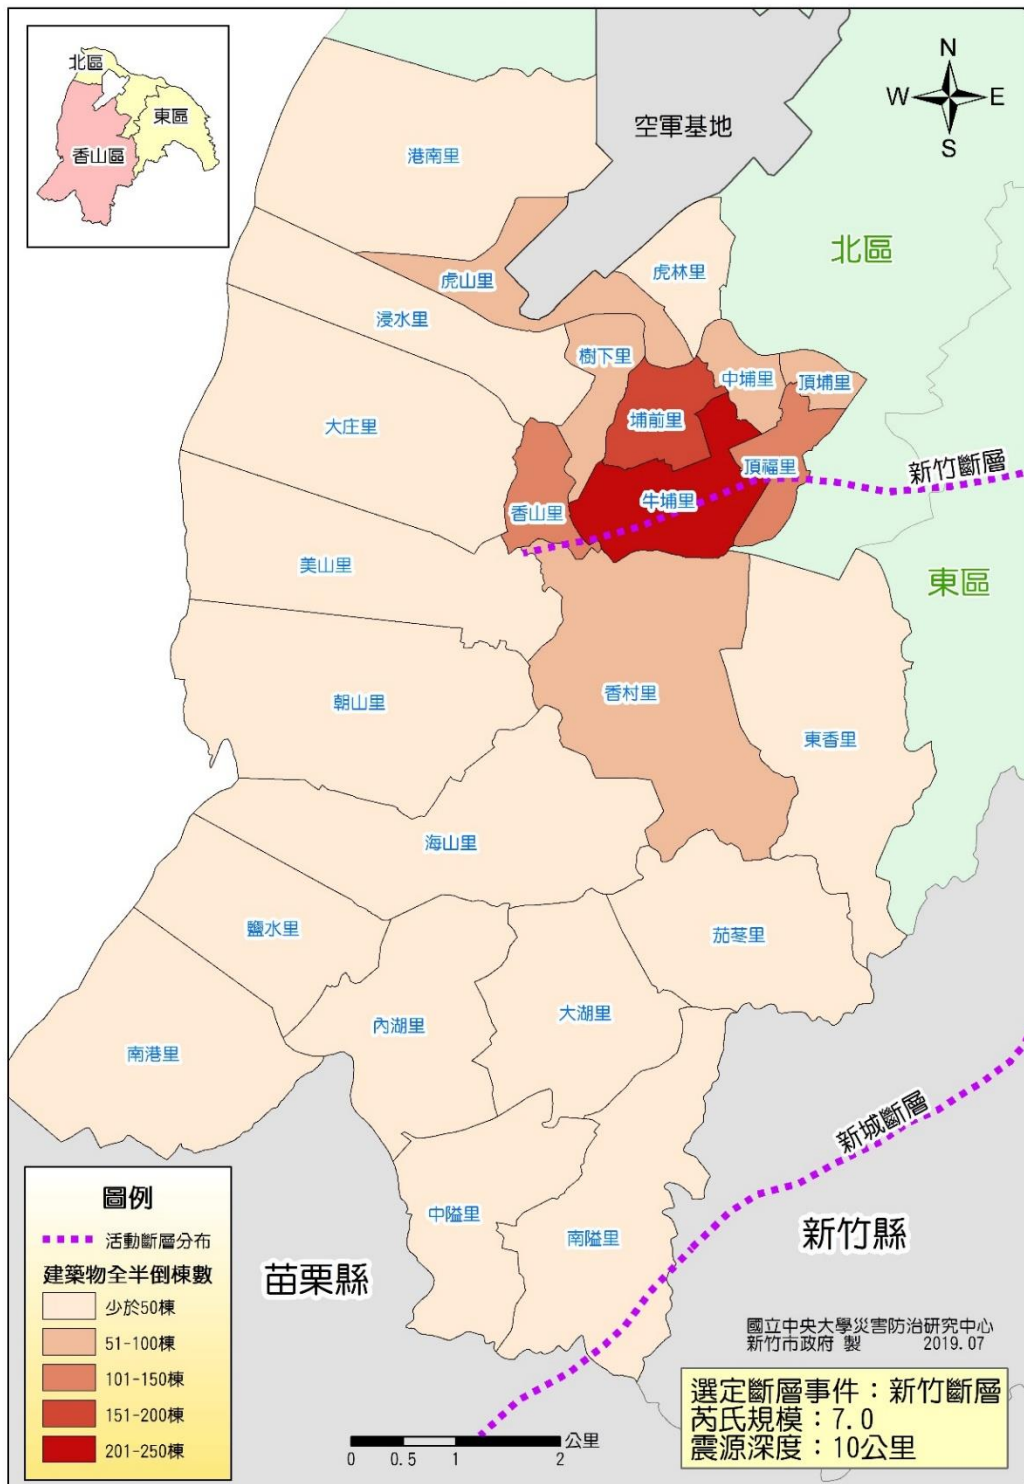 北區
東區
香山區
N
W
E
S
空軍基地
港南里
北區
虎山里
虎林里
浸水里
樹下里
中埔里
頂埔里
大庄里
埔前里
頂福里
新竹斷層
香山里
牛埔里
美山里
東區
朝山里
香村里
東香里
海山里
鹽水里
茄苳里
內湖里
大湖里
南港里
新城斷層
中隘里
南隘里
新竹縣
苗栗縣
圖例
活動斷層分布
建築物全半倒棟數
少於50棟
51-100棟
101-150棟
151-200棟
201-250棟
公里
0 0.5 1 2
國立中央大學災害防治研究中心
新竹市政府 製 2019.07
選定斷層事件：新竹斷層
芮氏規模：7.0
震源深度：10公里